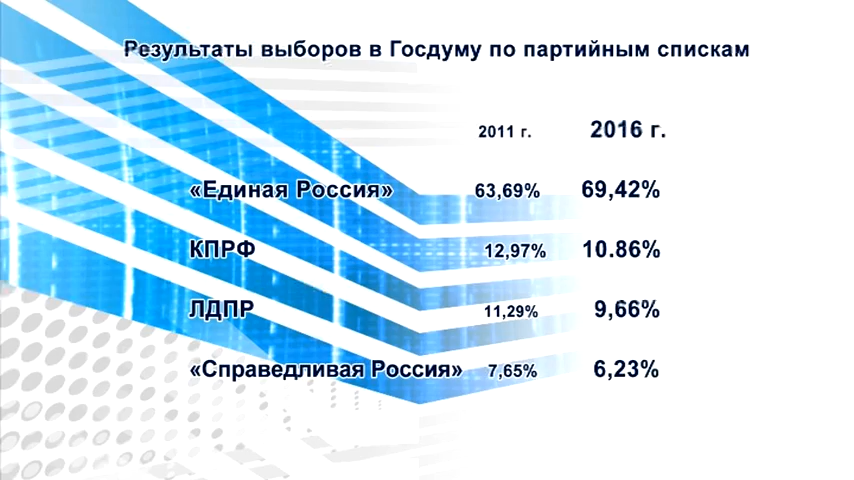 Результаты выборов в Госдуму по партийным спискам
2011 г. 2016 г.
«Единая Россия» 63,69% 69,42%
КПРФ 12,97% 10.86%
ЛДПР 11,29% 9,66%
«Справедливая Россия» 7,65% 6,23%